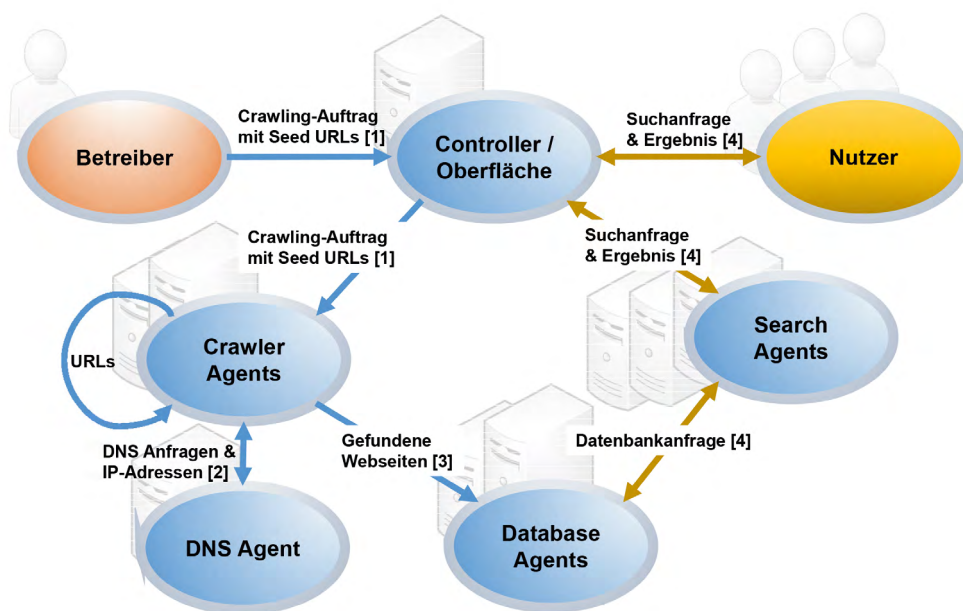 Crawling-Auftrag
mit Seed URLs [1]
Suchanfrage
& Ergebnis [4]
Betreiber
Controller /
Oberfläche
Nutzer
Crawling-Auftrag
mit Seed URLs [1]
Suchanfrage
& Ergebnis [4]
URLs
Crawler
Agents
Search
Agents
DNS Anfragen &
IP-Adressen [2]
Gefundene
Webseiten [3]
Datenbankanfrage [4]
DNS Agent
Database
Agents